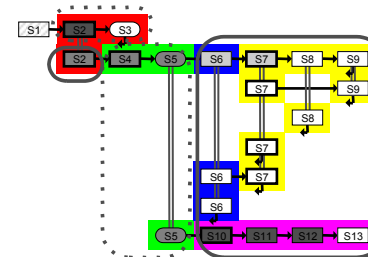 S1 S2 S3
S2 S4 S5 S6 S7 S8 S9
S7 S9
S8
S7
S6 S7
S6
S5 S10 S11 S12 S13